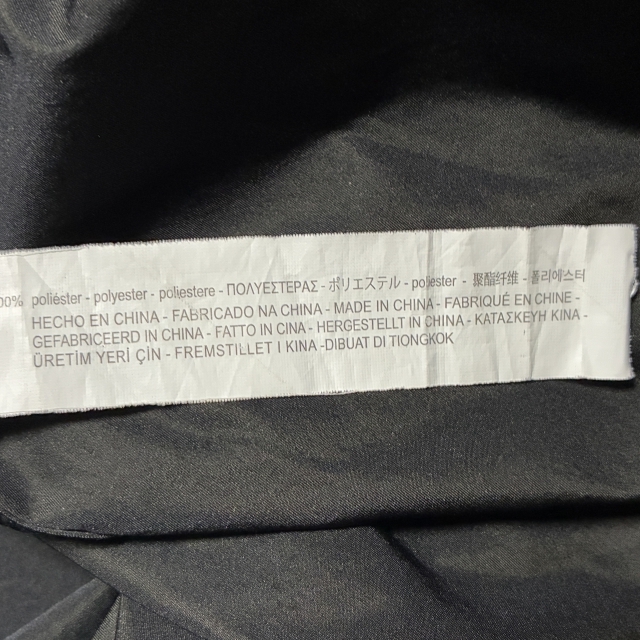 00% poliéster - polyester - poliestere - ΠΟΛΥΕΣΤΕΡΑΣ - ポリエステル - poliester - 聚酯纤维 - 폴리에스터
HECHO EN CHINA - FABRICADO NA CHINA - MADE IN CHINA - FABRIQUÉ EN CHINE -
GEFABRICEERD IN CHINA - FATTO IN CINA - HERGESTELLT IN CHINA - ΚΑΤΑΣΚΕΥΗ ΚΙΝΑ -
ÜRETİM YERİ ÇİN - FREMSTILLET I KINA -DIBUAT DI TIONGKOK